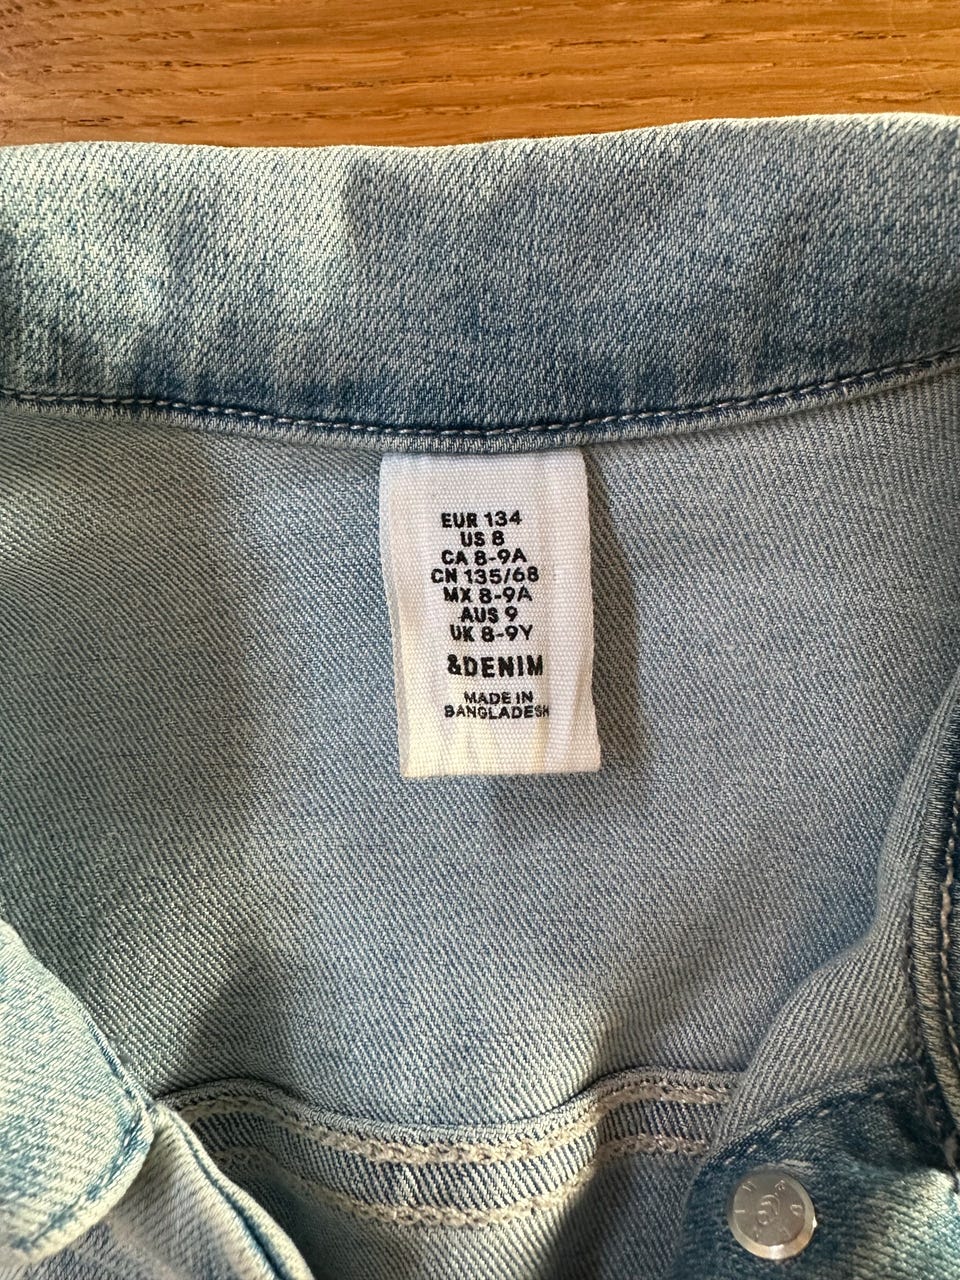 EUR 134
US 8
CA 8-9A
CN 135/68
MX 8-9A
AUS 9
UK 8-9Y
&DENIM
MADE IN
BANGLADESH